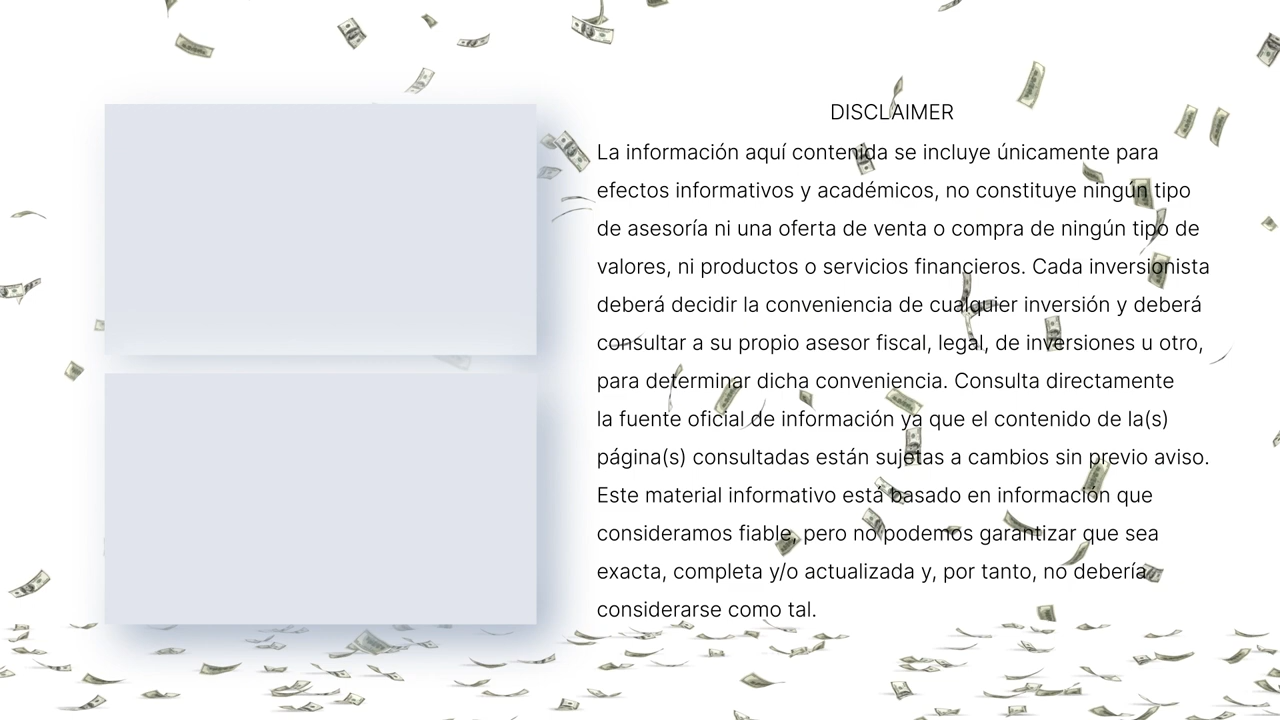 DISCLAIMER
La información aquí contenida se incluye únicamente para
efectos informativos y académicos, no constituye ningún tipo
de asesoría ni una oferta de venta o compra de ningún tipo de
valores, ni productos o servicios financieros. Cada inversionista
deberá decidir la conveniencia de cualquier inversión y deberá
consultar a su propio asesor fiscal, legal, de inversiones u otro,
para determinar dicha conveniencia. Consulta directamente
la fuente oficial de información ya que el contenido de la(s)
página(s) consultadas están sujetas a cambios sin previo aviso.
Este material informativo está basado en información que
consideramos fiable, pero no podemos garantizar que sea
exacta, completa y/o actualizada y, por tanto, no debería
considerarse como tal.